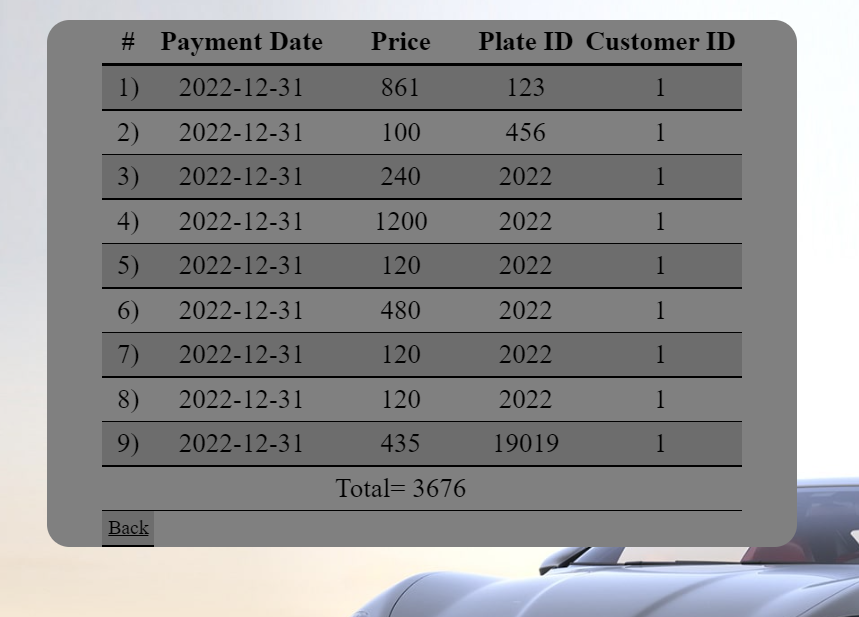 # Payment Date Price Plate ID Customer ID
1) 2022-12-31 861 123 1
2) 2022-12-31 100 456 1
3) 2022-12-31 240 2022 1
4) 2022-12-31 1200 2022 1
5) 2022-12-31 120 2022 1
6) 2022-12-31 480 2022 1
7) 2022-12-31 120 2022 1
8) 2022-12-31 120 2022 1
9) 2022-12-31 435 19019 1
Total= 3676
Back